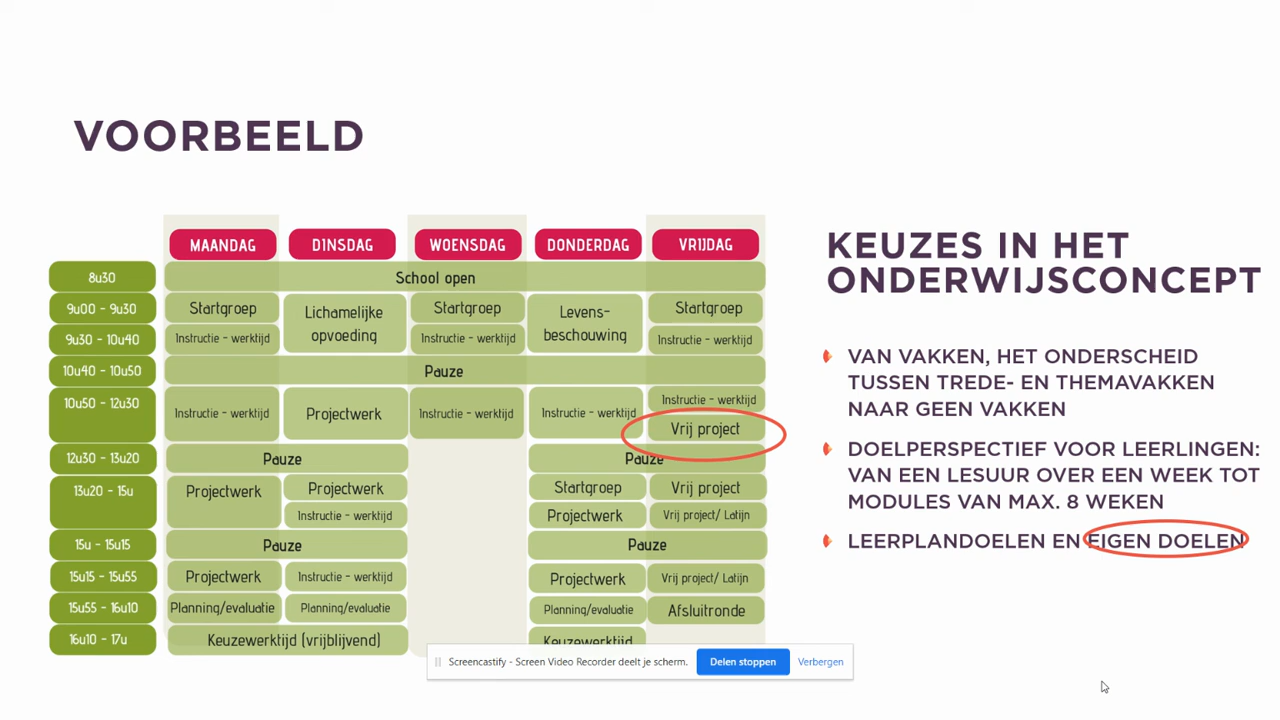 VOORBEELD
MAANDAG DINSDAG WOENSDAG DONDERDAG VRIJDAG
8u30 School open
9u00 - 9u30 Startgroep Lichamelijke opvoeding Startgroep Levens-beschouwing Startgroep
9u30 - 10u40 Instructie - werktijd Instructie - werktijd Instructie - werktijd
10u40 - 10u50 Pauze
10u50 - 12u30 Instructie - werktijd Projectwerk Instructie - werktijd Instructie - werktijd Instructie - werktijd
Vrij project
12u30 - 13u20 Pauze Pauze
13u20 - 15u Projectwerk Projectwerk Startgroep Vrij project
Instructie - werktijd Projectwerk Vrij project/ Latijn
15u - 15u15 Pauze Pauze
15u15 - 15u55 Projectwerk Instructie - werktijd Projectwerk Vrij project/ Latijn
15u55 - 16u10 Planning/evaluatie Planning/evaluatie Planning/evaluatie Afsluitronde
16u10 - 17u Keuzewerktijd (vrijblijvend) Keuzewerktijd
KEUZES IN HET
ONDERWIJSCONCEPT
VAN VAKKEN, HET ONDERSCHEID
TUSSEN TREDE- EN THEMAVAKKEN
NAAR GEEN VAKKEN
DOELPERSPECTIEF VOOR LEERLINGEN:
VAN EEN LESUUR OVER EEN WEEK TOT
MODULES VAN MAX. 8 WEKEN
LEERPLANDOELEN EN EIGEN DOELEN
Screencastify - Screen Video Recorder deelt je scherm. Delen stoppen Verbergen